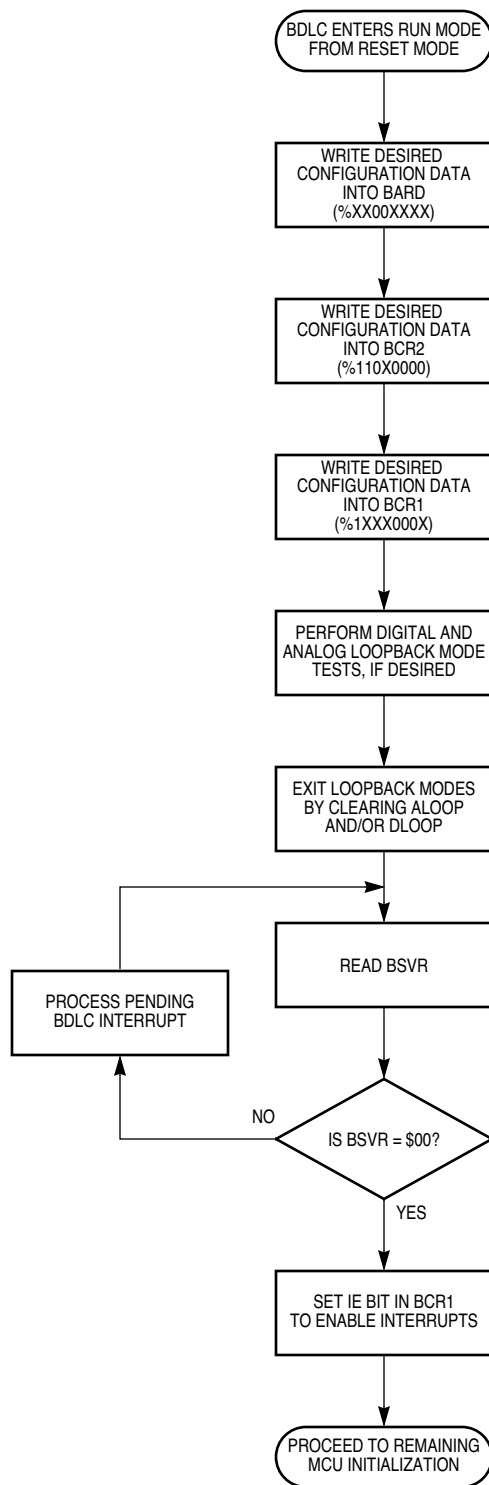 BDLC ENTERS RUN MODE
FROM RESET MODE
WRITE DESIRED
CONFIGURATION DATA
INTO BARD
(%XX00XXXX)
WRITE DESIRED
CONFIGURATION DATA
INTO BCR2
(%110X0000)
WRITE DESIRED
CONFIGURATION DATA
INTO BCR1
(%1XXX000X)
PERFORM DIGITAL AND
ANALOG LOOPBACK MODE
TESTS, IF DESIRED
EXIT LOOPBACK MODES
BY CLEARING ALOOP
AND/OR DLOOP
READ BSVR
PROCESS PENDING
BDLC INTERRUPT
NO
IS BSVR = $00?
YES
SET IE BIT IN BCR1
TO ENABLE INTERRUPTS
PROCEED TO REMAINING
MCU INITIALIZATION